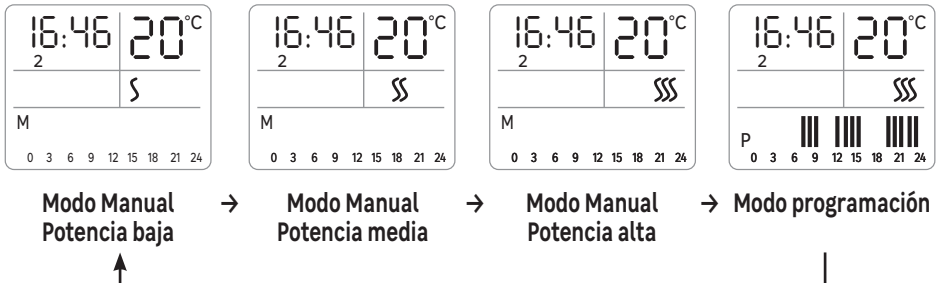 16:46 20°C
2
M
0 3 6 9 12 15 18 21 24
16:46 20°C
2
M
0 3 6 9 12 15 18 21 24
16:46 20°C
2
M
0 3 6 9 12 15 18 21 24
16:46 20°C
2
P
0 3 6 9 12 15 18 21 24
Modo Manual
Potencia baja
→
Modo Manual
Potencia media
→
Modo Manual
Potencia alta
→
Modo programación